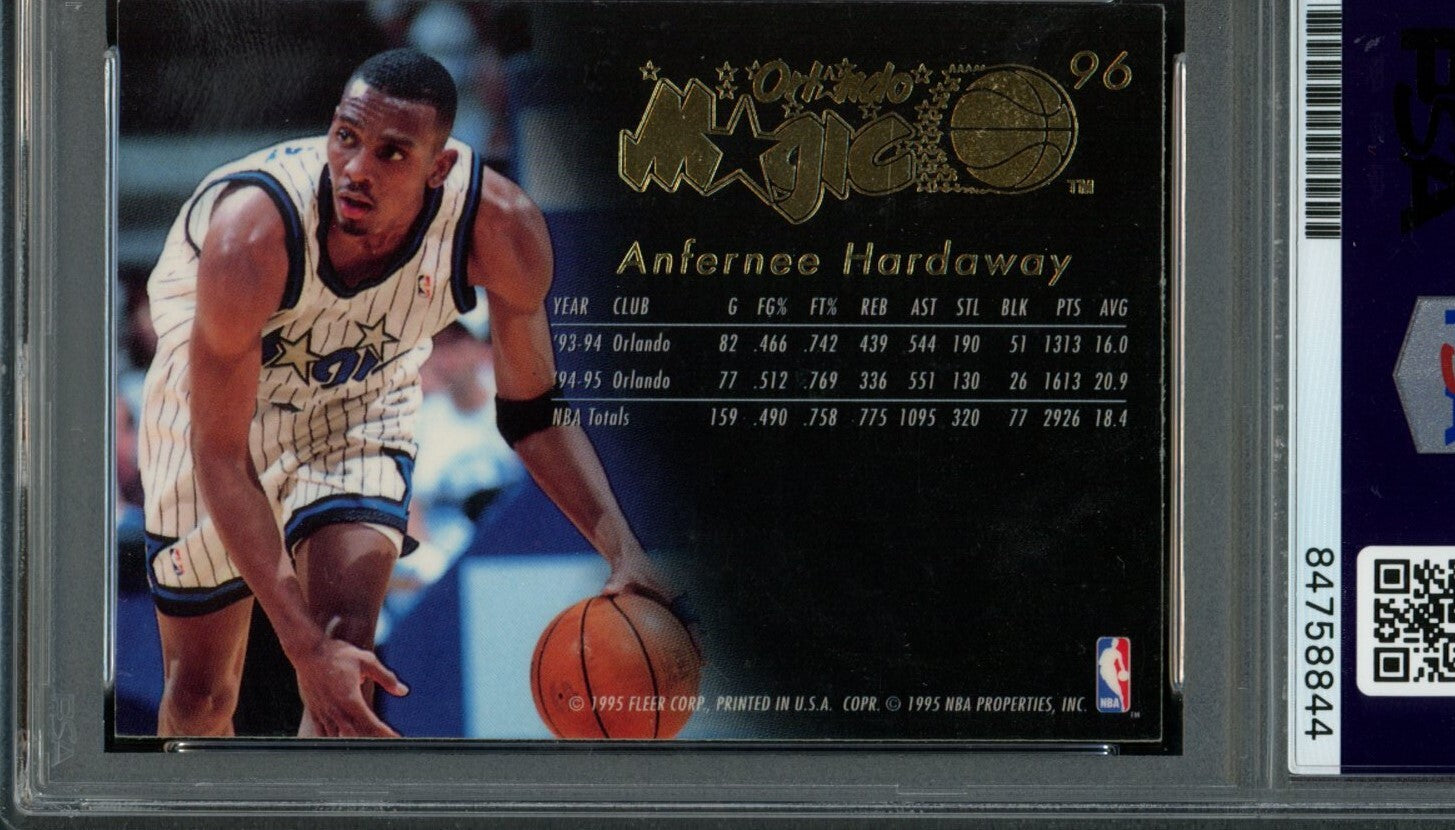 96
Orlando
Magic
TM
Anfernee Hardaway
YEAR CLUB G FG% FT% REB AST STL BLK PTS AVG
'93-94 Orlando 82 .466 .742 439 544 190 51 1313 16.0
'94-95 Orlando 77 .512 .769 336 551 130 26 1613 20.9
NBA Totals 159 .490 .758 775 1095 320 77 2926 18.4
© 1995 FLEER CORP., PRINTED IN U.S.A. COPR. © 1995 NBA PROPERTIES, INC.
NBA
TM
PSA
84758844
PSA